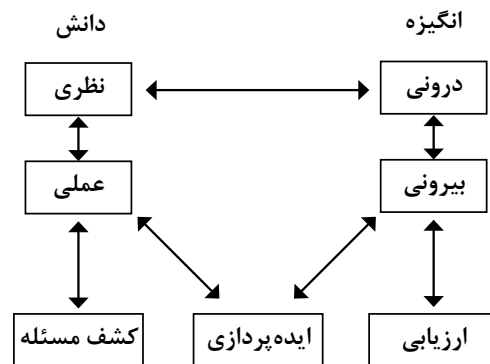 انگیزه
دانش
درونی
نظری
بیرونی
عملی
ارزیابی
ایده‌پردازی
کشف مسئله